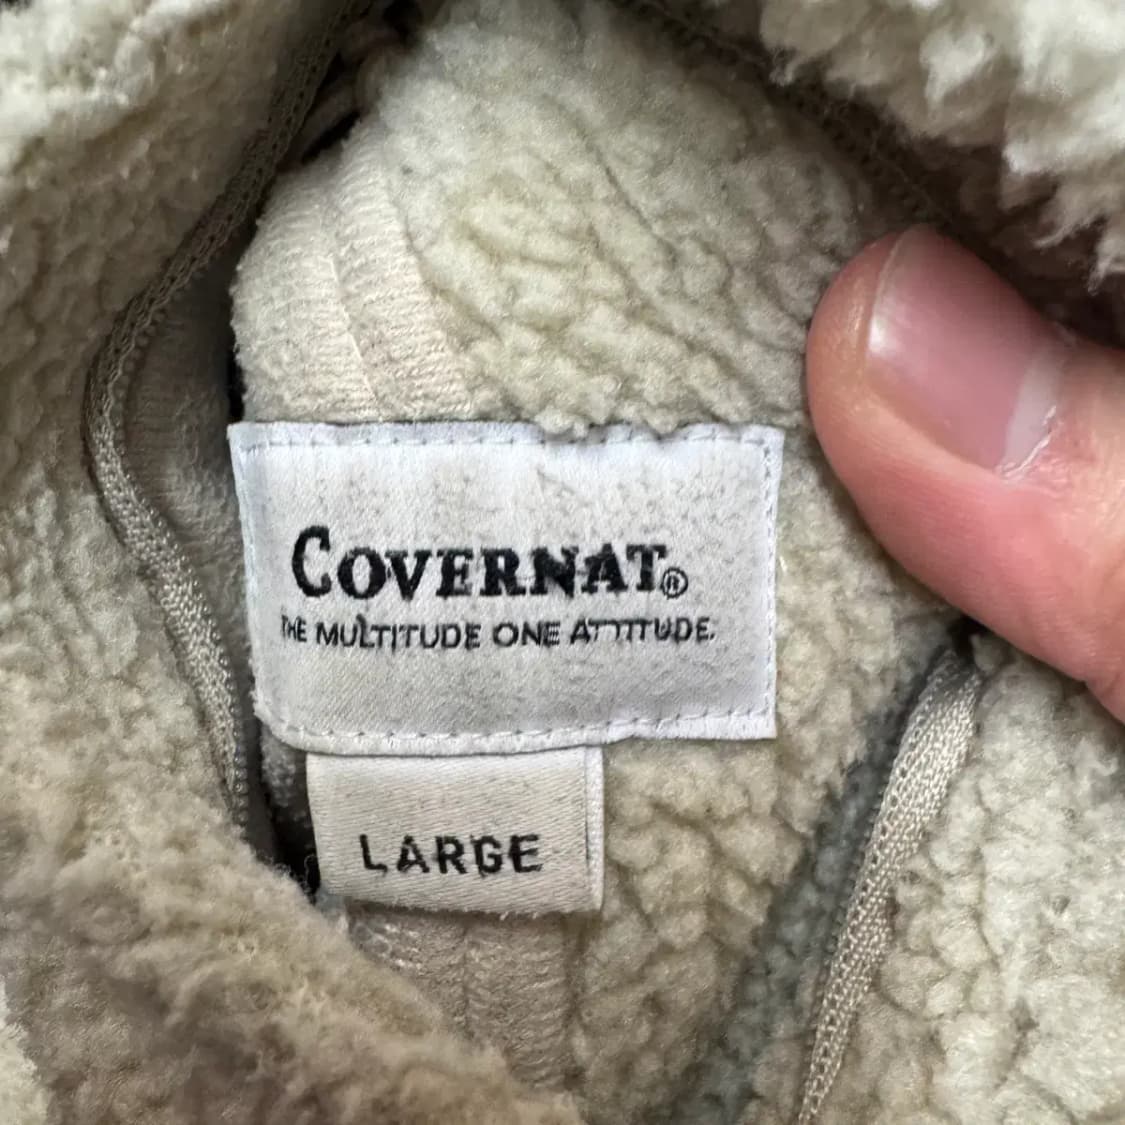 COVERNAT®
THE MULTITUDE ONE ATTITUDE.
LARGE